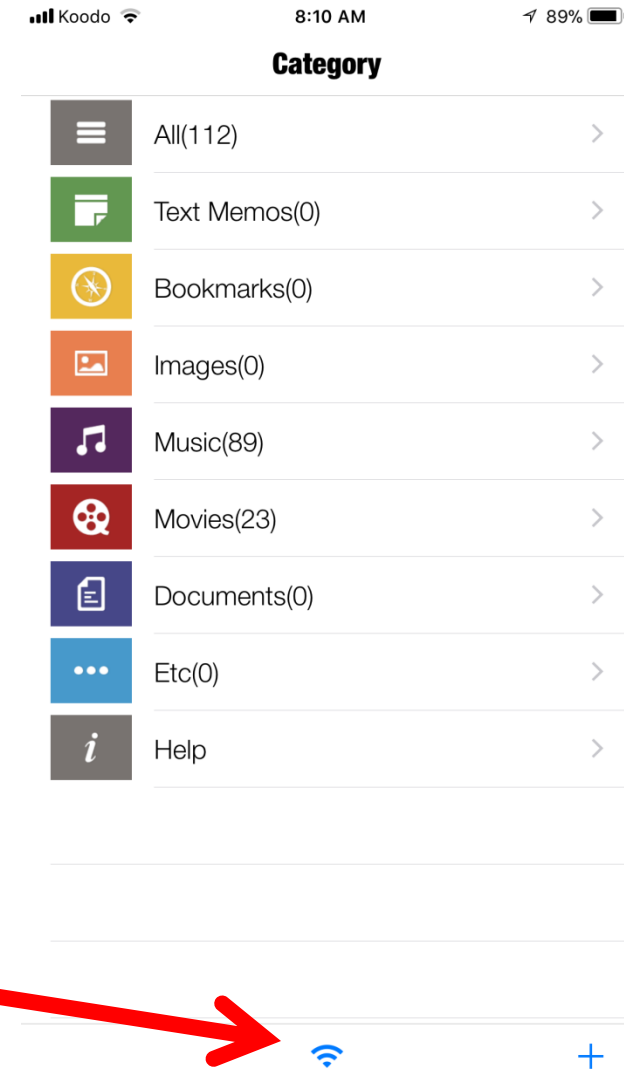 Koodo 8:10 AM 89%
Category
All(112)
Text Memos(0)
Bookmarks(0)
Images(0)
Music(89)
Movies(23)
Documents(0)
Etc(0)
i Help